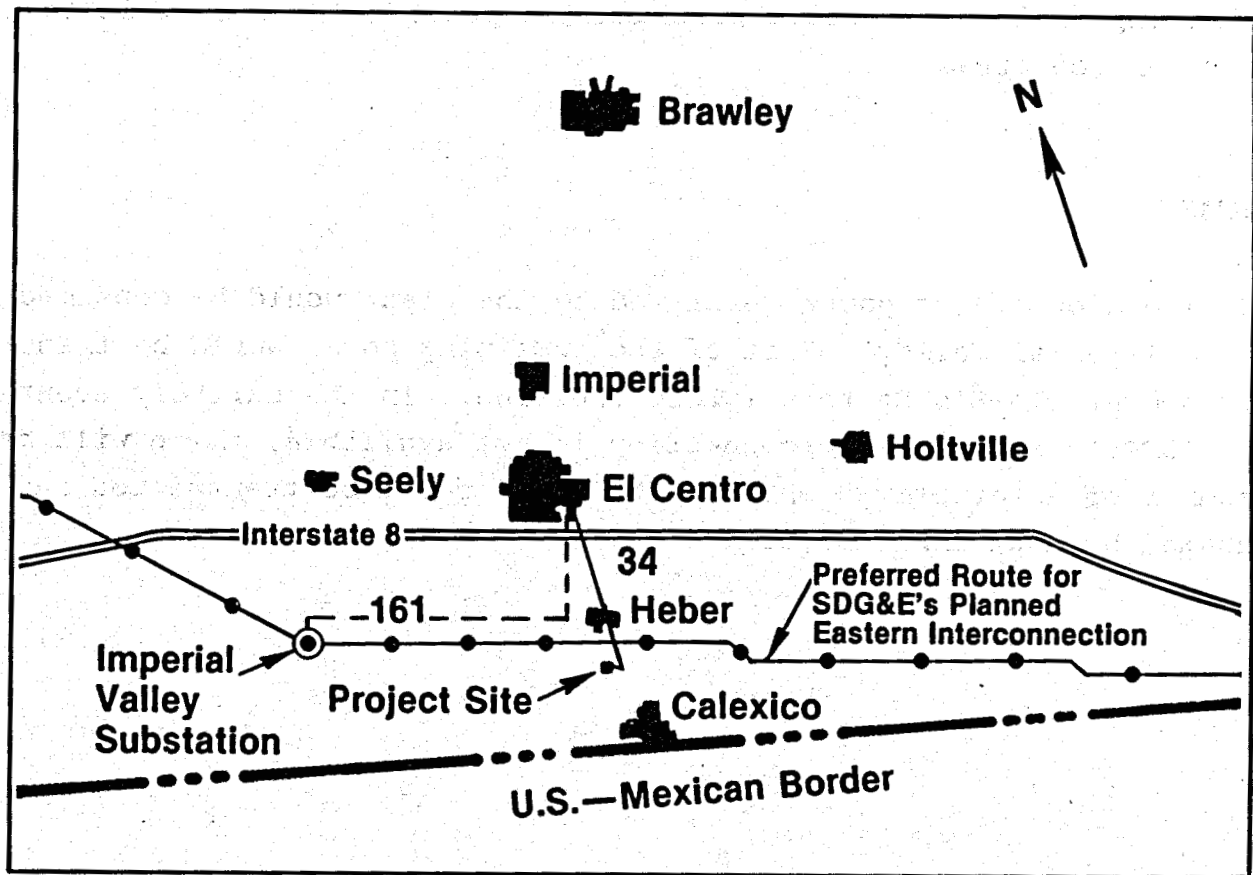 Brawley
N
Imperial
Holtville
Seely
El Centro
Interstate 8
34
Preferred Route for
SDG&E's Planned
Eastern Interconnection
161
Heber
Imperial
Valley
Substation
Project Site
Calexico
U.S.—Mexican Border